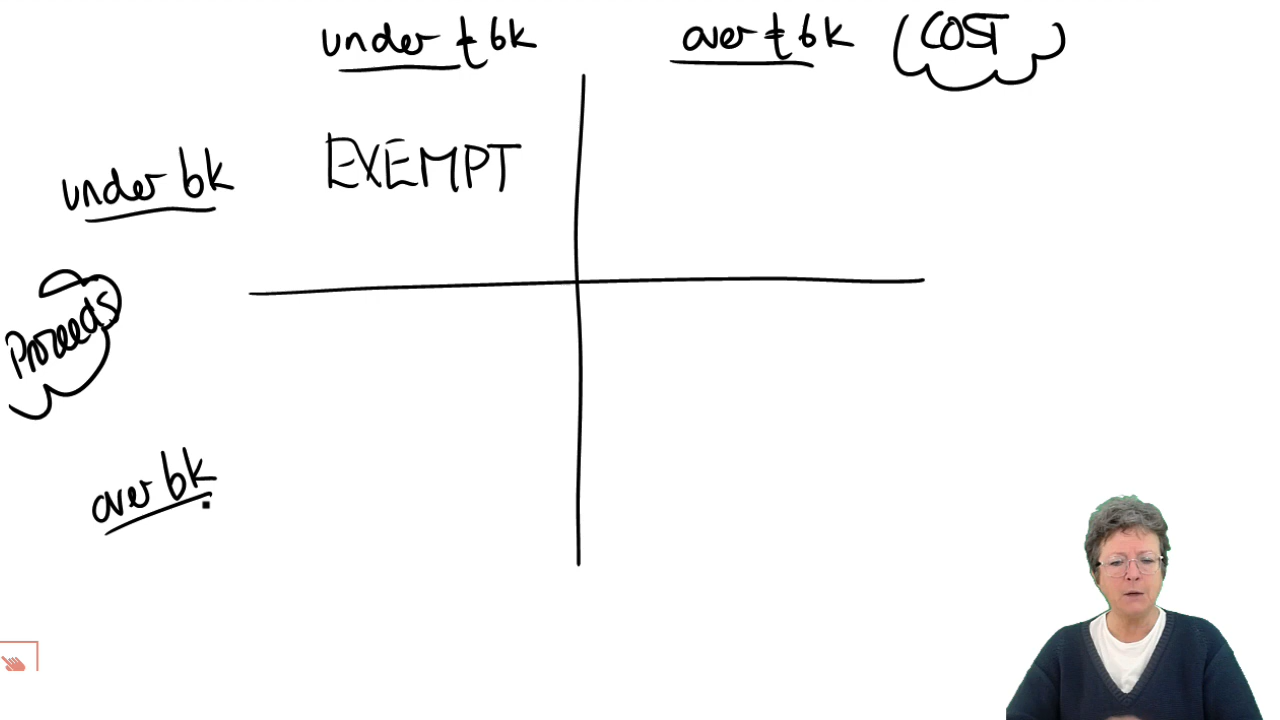 under £6k
over £6k (COST)
EXEMPT
under 6k
Proceeds
over 6k